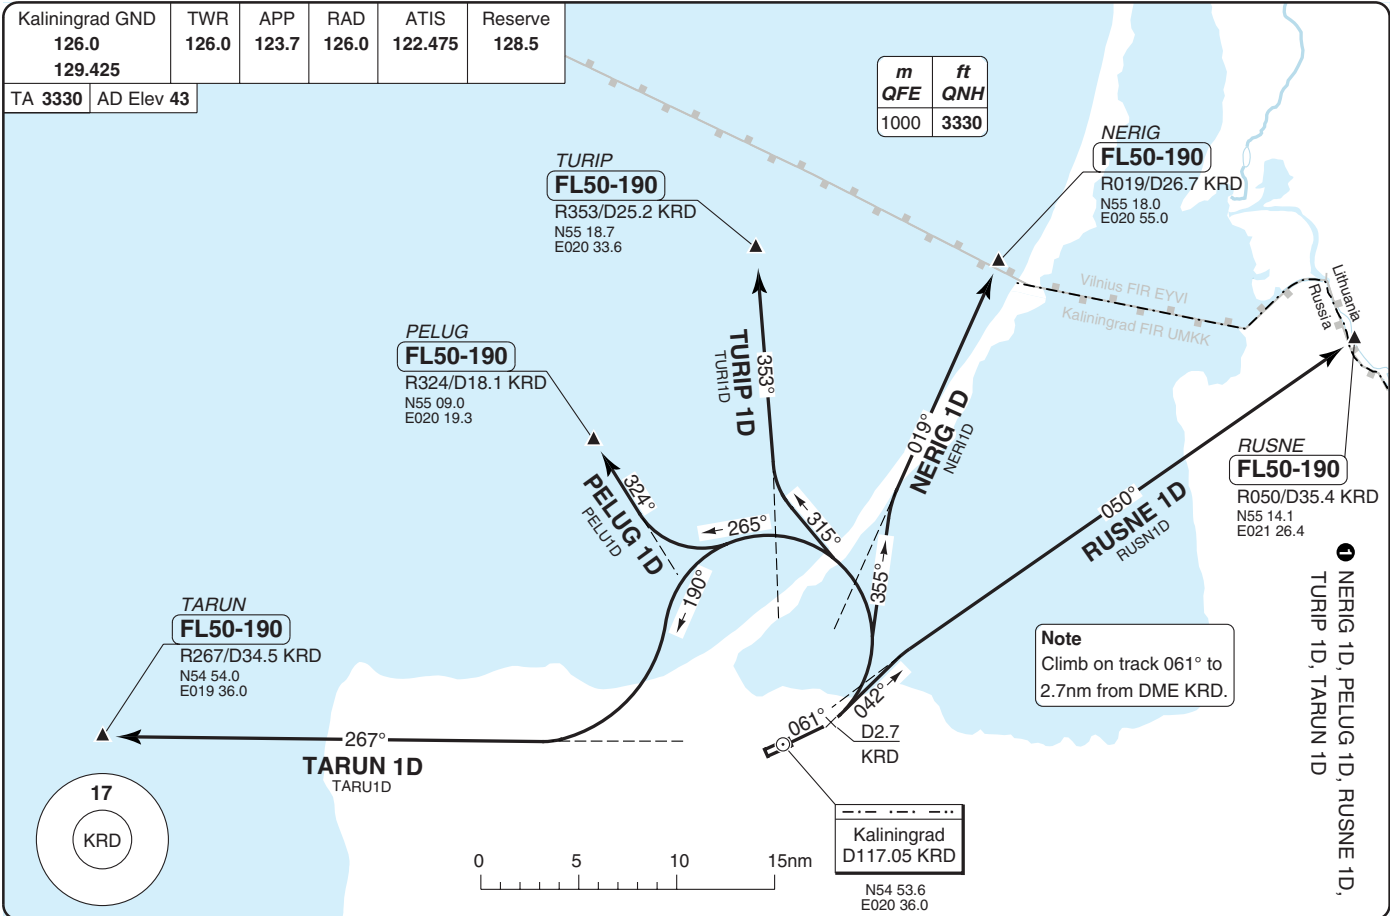 Kaliningrad GND
126.0
129.425
TWR
126.0
APP
123.7
RAD
126.0
ATIS
122.475
Reserve
128.5
TA 3330
AD Elev 43
m
QFE
ft
QNH
1000
3330
NERIG
FL50-190
R019/D26.7 KRD
N55 18.0
E020 55.0
TURIP
FL50-190
R353/D25.2 KRD
N55 18.7
E020 33.6
Vilnius FIR EYVI
Kaliningrad FIR UMKK
Lithuania
Russia
PELUG
FL50-190
R324/D18.1 KRD
N55 09.0
E020 19.3
353°
TURIP 1D
TURI1D
019°
NERIG 1D
NERI1D
RUSNE
FL50-190
R050/D35.4 KRD
N55 14.1
E021 26.4
324°
PELUG 1D
PELU1D
265°
315°
355°
050°
RUSNE 1D
RUSN1D
190°
TARUN
FL50-190
R267/D34.5 KRD
N54 54.0
E019 36.0
Note
Climb on track 061° to
2.7nm from DME KRD.
1 NERIG 1D, PELUG 1D, RUSNE 1D,
TURIP 1D, TARUN 1D
042°
061°
D2.7
KRD
267°
TARUN 1D
TARU1D
17
KRD
Kaliningrad
D117.05 KRD
N54 53.6
E020 36.0
0
5
10
15nm